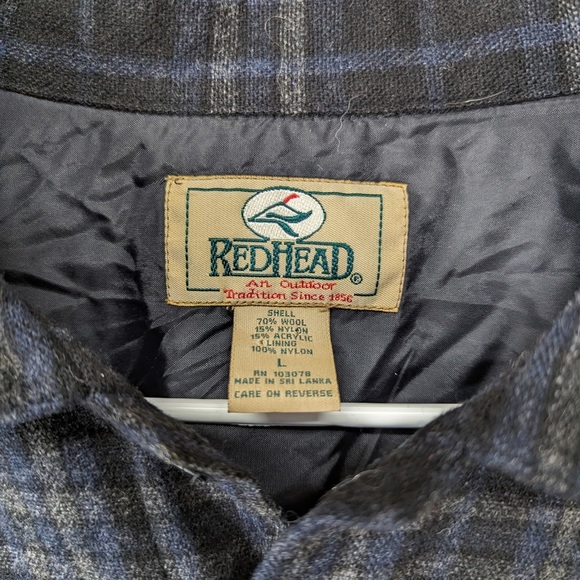 REDHEAD®
An Outdoor
Tradition Since 1856
SHELL
70% WOOL
15% NYLON
15% ACRYLIC
LINING
100% NYLON
L
RN 103078
MADE IN SRI LANKA
CARE ON REVERSE